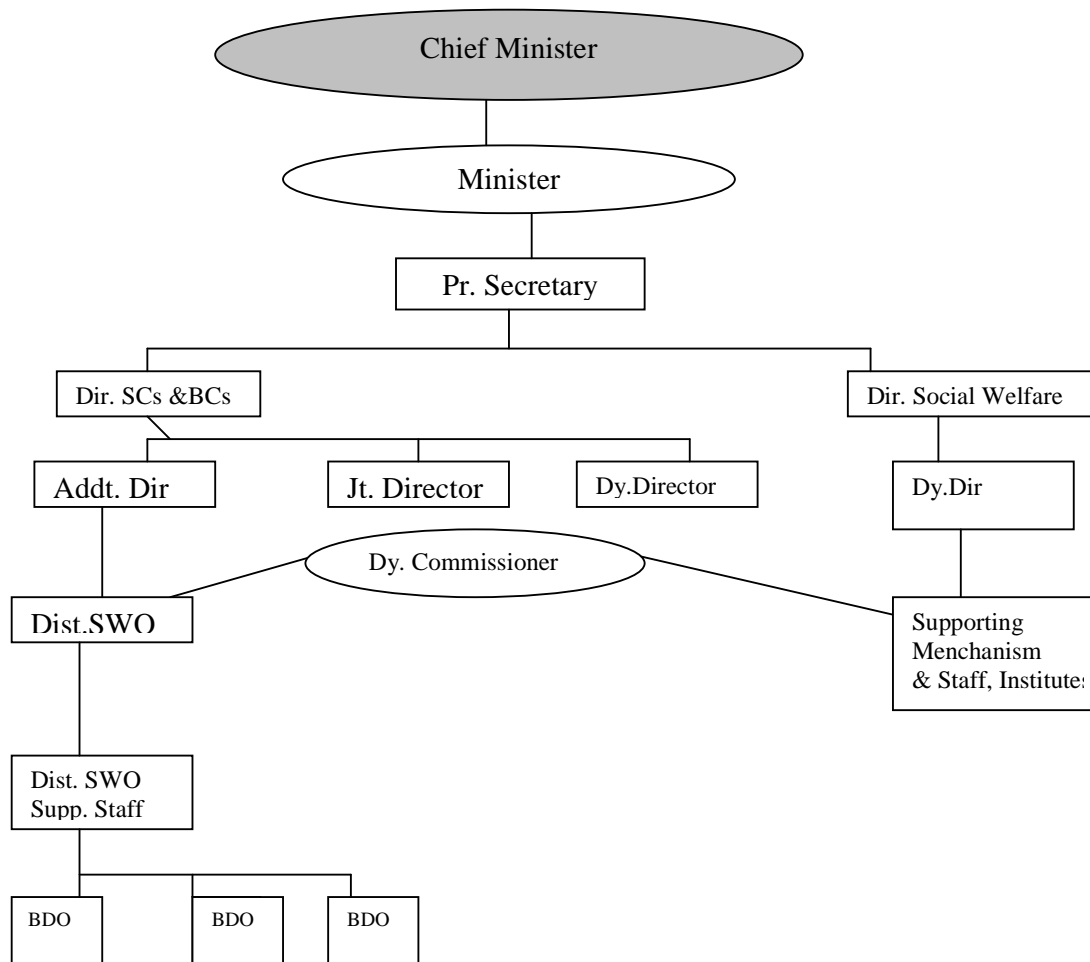 Chief Minister
Minister
Pr. Secretary
Dir. SCs &BCs
Dir. Social Welfare
Addt. Dir
Jt. Director
Dy.Director
Dy.Dir
Dy. Commissioner
Dist.SWO
Supporting
Menchanism
& Staff, Institutes
Dist. SWO
Supp. Staff
BDO
BDO
BDO